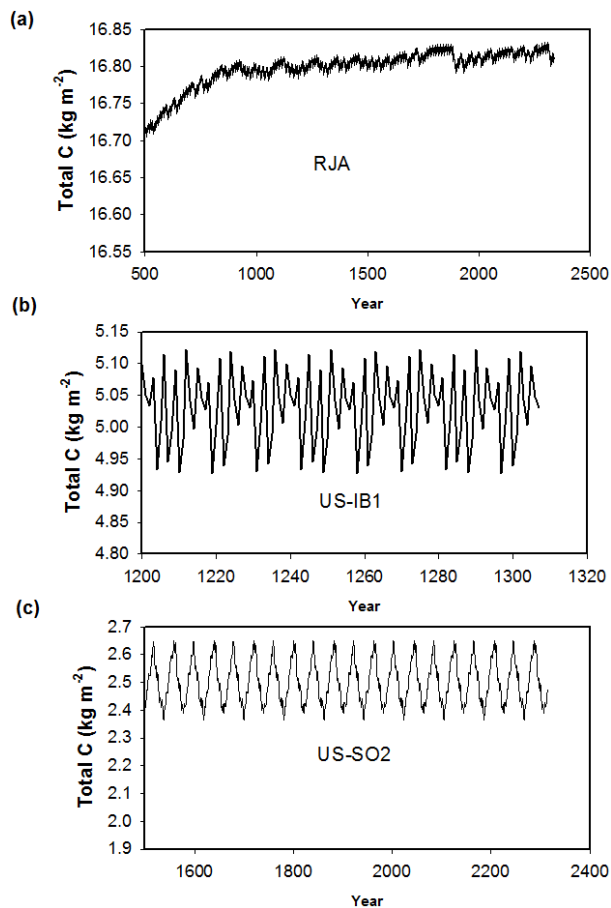 (a)
Total C (kg m-2)
16.85
16.80
16.75
16.70
16.65
16.60
16.55
RJA
500 1000 1500 2000 2500
Year
(b)
Total C (kg m-2)
5.15
5.10
5.05
5.00
4.95
4.90
4.85
4.80
US-IB1
1200 1220 1240 1260 1280 1300 1320
Year
(c)
Total C (kg m-2)
2.7
2.6
2.5
2.4
2.3
2.2
2.1
2.0
1.9
US-SO2
1600 1800 2000 2200 2400
Year